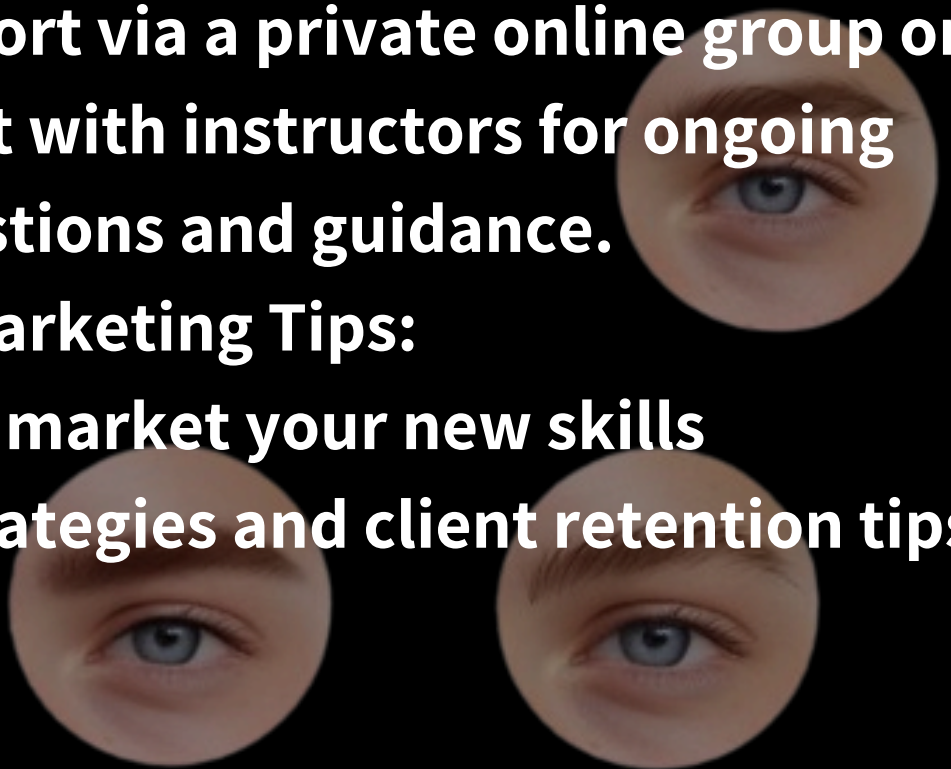 ort via a private online group or
t with instructors for ongoing
stions and guidance.
arketing Tips:
market your new skills
ategies and client retention tips